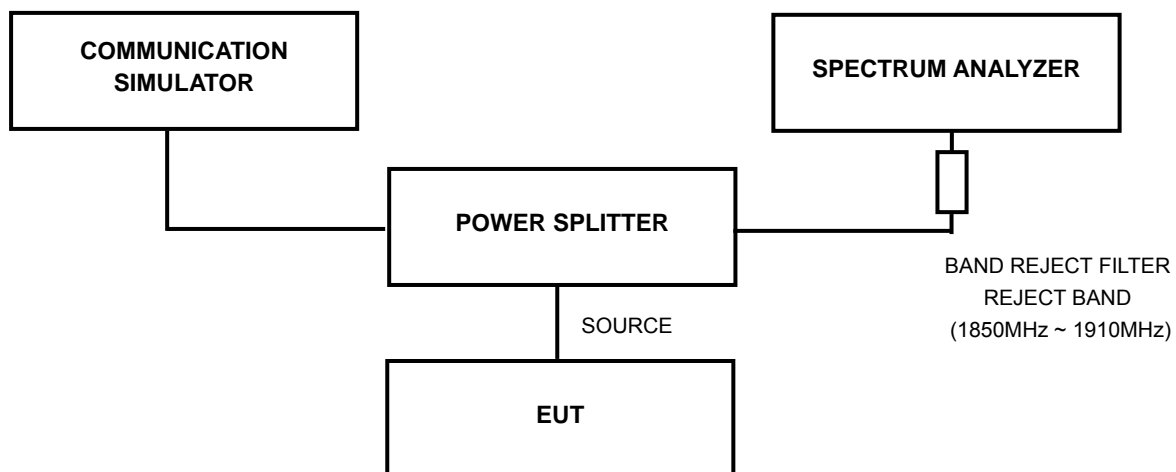 COMMUNICATION
SIMULATOR
SPECTRUM ANALYZER
POWER SPLITTER
BAND REJECT FILTER
REJECT BAND
(1850MHz ~ 1910MHz)
SOURCE
EUT